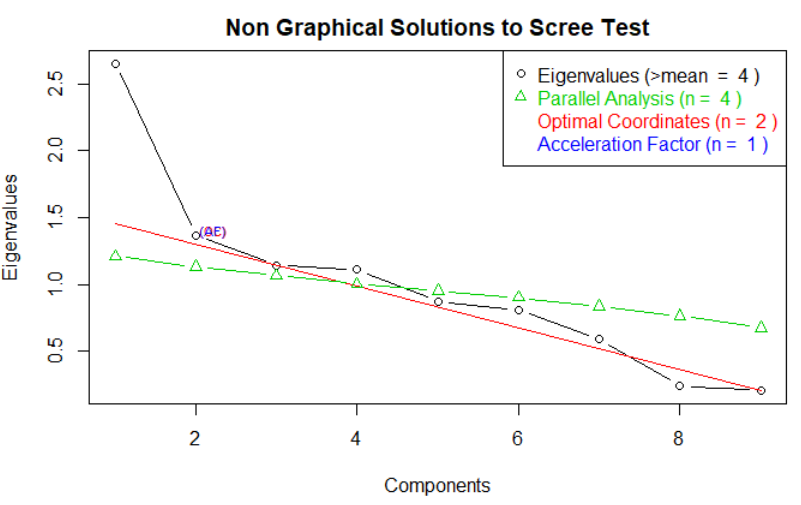 Non Graphical Solutions to Scree Test
Eigenvalues (>mean = 4 )
Parallel Analysis (n = 4 )
Optimal Coordinates (n = 2 )
Acceleration Factor (n = 1 )
Eigenvalues
2.5
2.0
1.5
1.0
0.5
2 4 6 8
Components